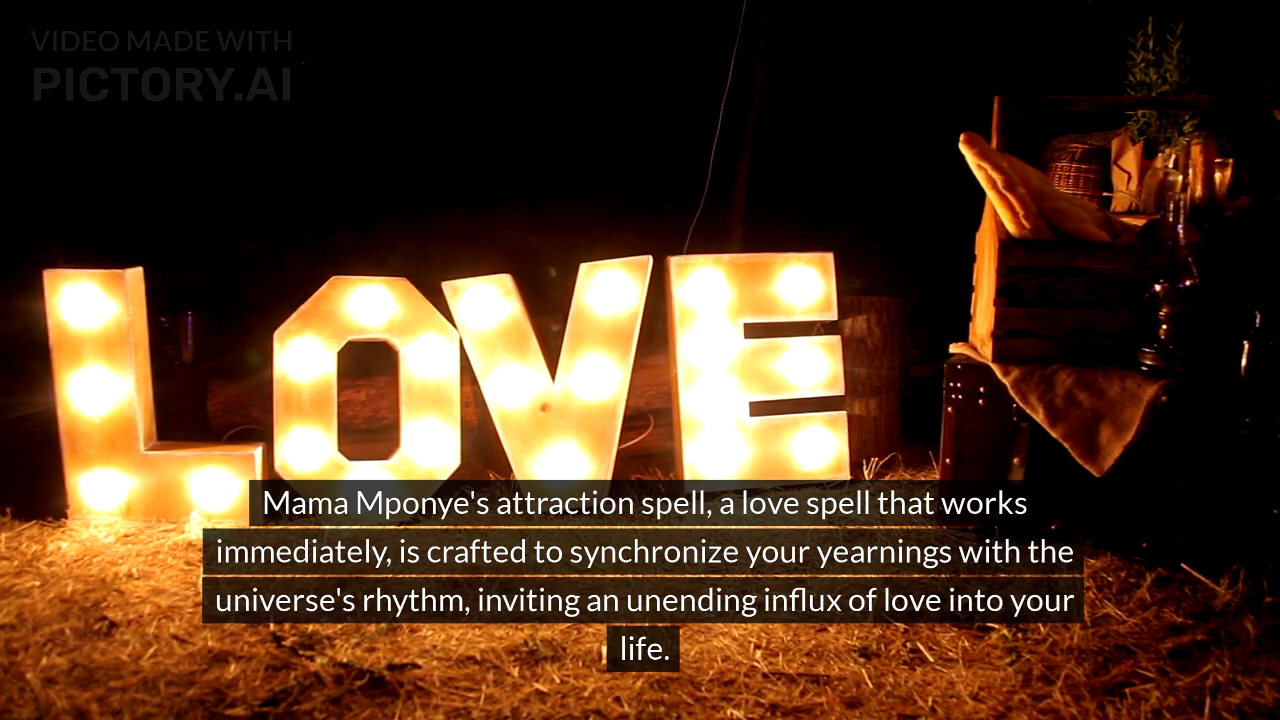 VIDEO MADE WITH
PICTORY.AI
LOVE
Mama Mponye's attraction spell, a love spell that works
immediately, is crafted to synchronize your yearnings with the
universe's rhythm, inviting an unending influx of love into your
life.